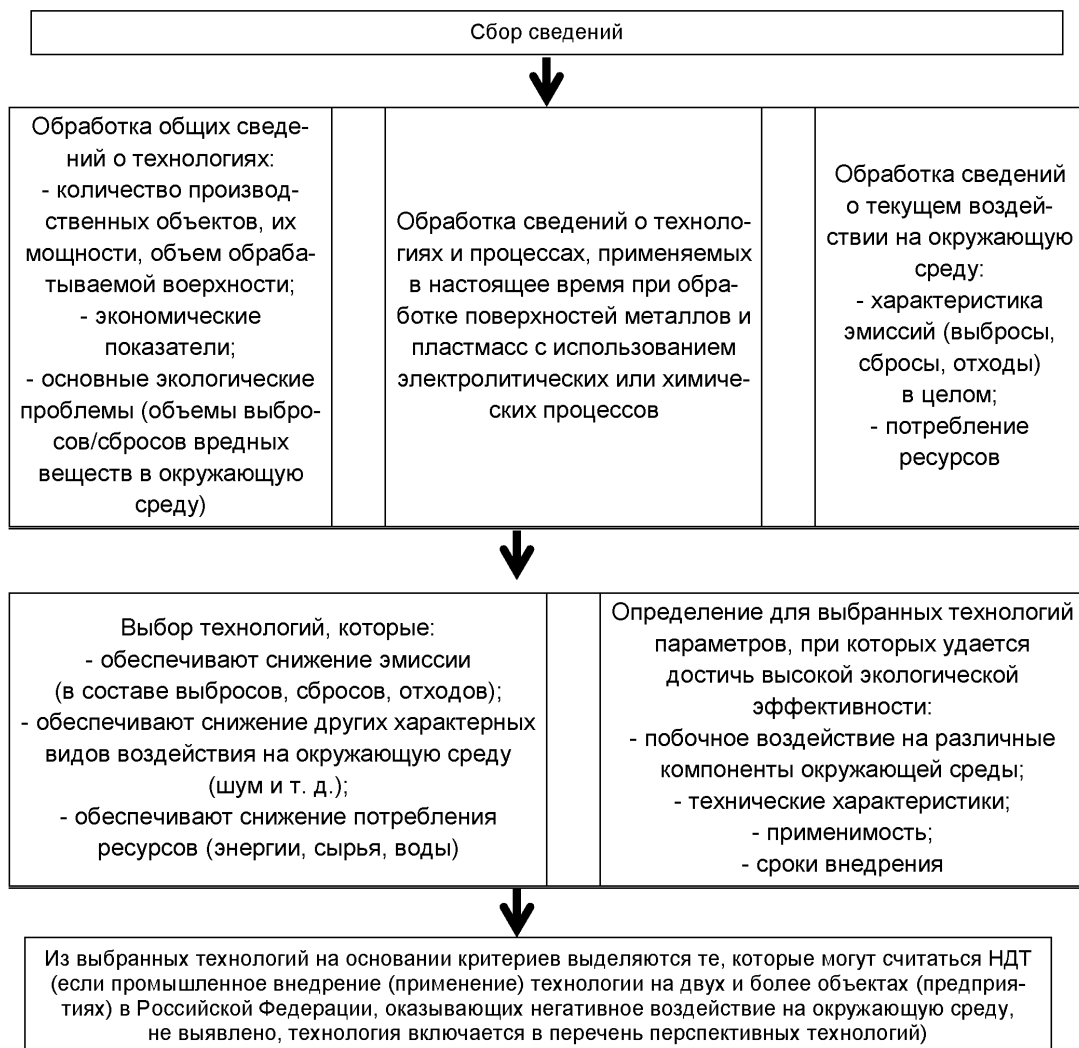 Сбор сведений
Обработка общих сведе-
ний о технологиях:
- количество производ-
ственных объектов, их
мощности, объем обраба-
тываемой воерхности;
- экономические
показатели;
- основные экологические
проблемы (объемы выбро-
сов/сбросов вредных
веществ в окружающую
среду)
Обработка сведений о техноло-
гиях и процессах, применяемых
в настоящее время при обра-
ботке поверхностей металлов и
пластмасс с использованием
электролитических или химиче-
ских процессов
Обработка сведений
о текущем воздей-
ствии на окружающую
среду:
- характеристика
эмиссий (выбросы,
сбросы, отходы)
в целом;
- потребление
ресурсов
Выбор технологий, которые:
- обеспечивают снижение эмиссии
(в составе выбросов, сбросов, отходов);
- обеспечивают снижение других характерных
видов воздействия на окружающую среду
(шум и т. д.);
- обеспечивают снижение потребления
ресурсов (энергии, сырья, воды)
Определение для выбранных технологий
параметров, при которых удается
достичь высокой экологической
эффективности:
- побочное воздействие на различные
компоненты окружающей среды;
- технические характеристики;
- применимость;
- сроки внедрения
Из выбранных технологий на основании критериев выделяются те, которые могут считаться НДТ
(если промышленное внедрение (применение) технологии на двух и более объектах (предприя-
тиях) в Российской Федерации, оказывающих негативное воздействие на окружающую среду,
не выявлено, технология включается в перечень перспективных технологий)